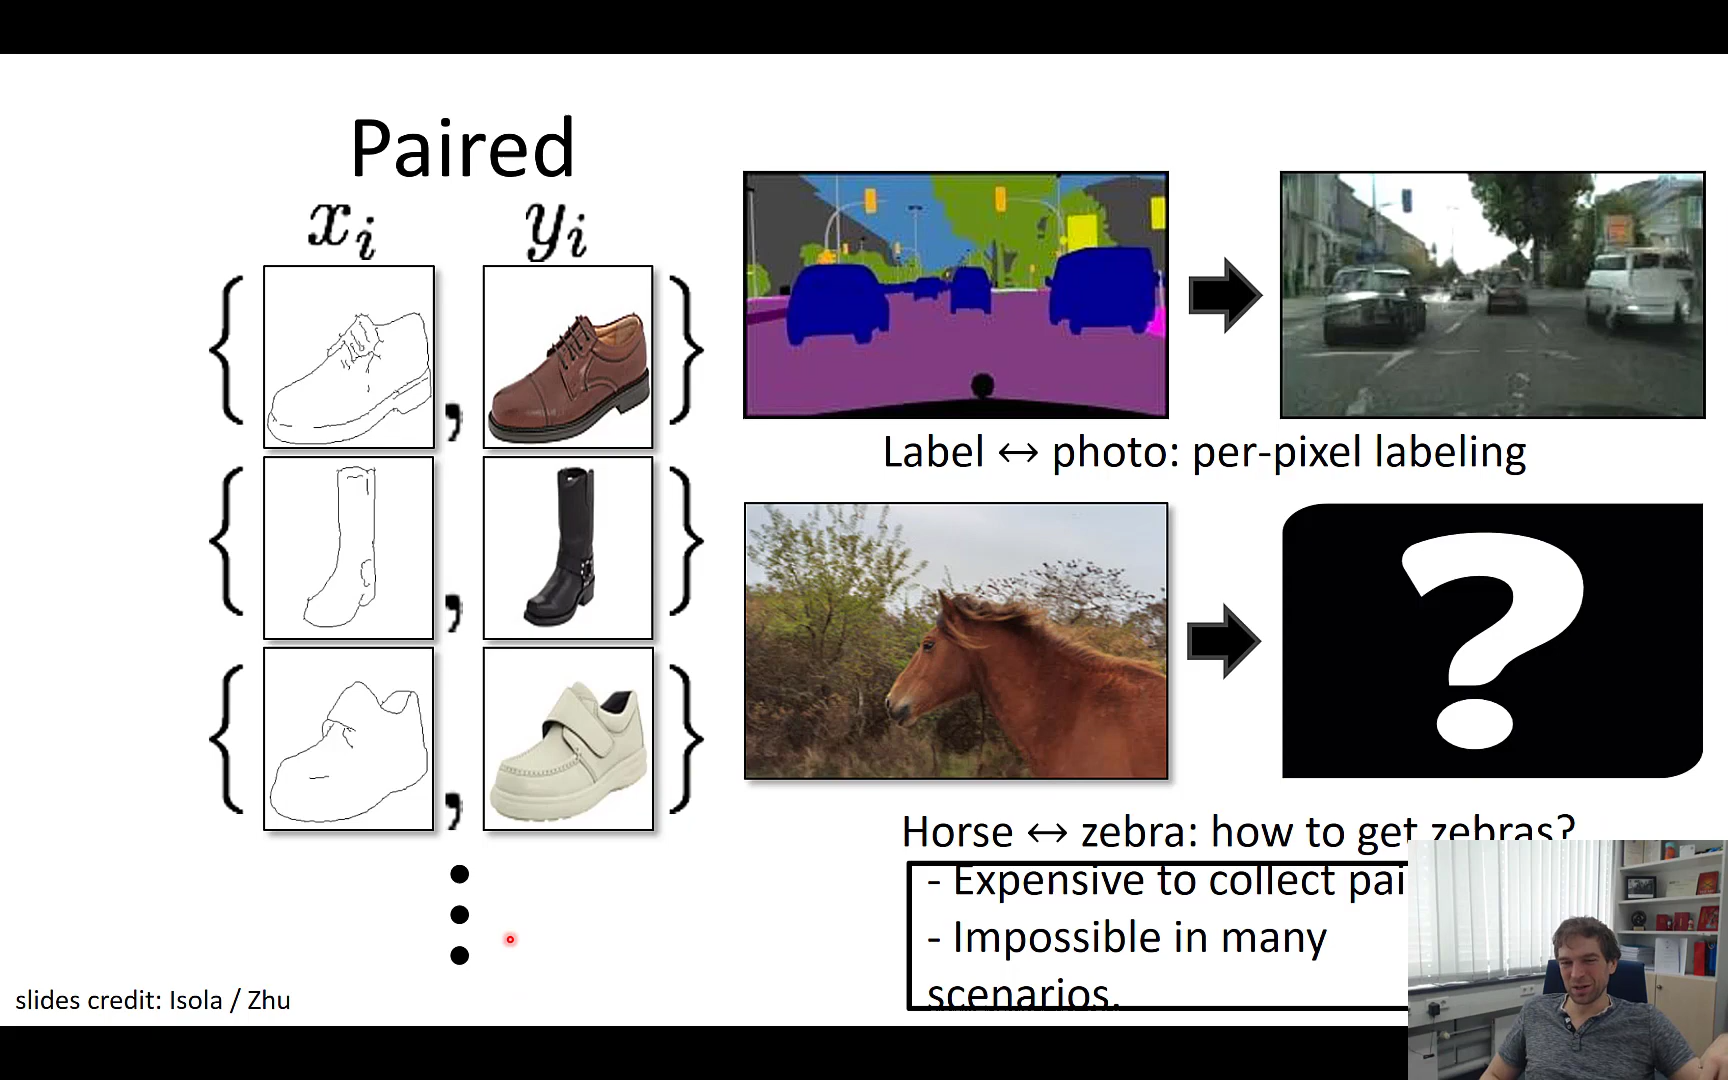 Paired
x_i y_i
{ , }
{ , }
{ , }
Label ↔ photo: per-pixel labeling
?
Horse ↔ zebra: how to get zebras?
- Expensive to collect
- Impossible in many
scenarios.
slides credit: Isola / Zhu